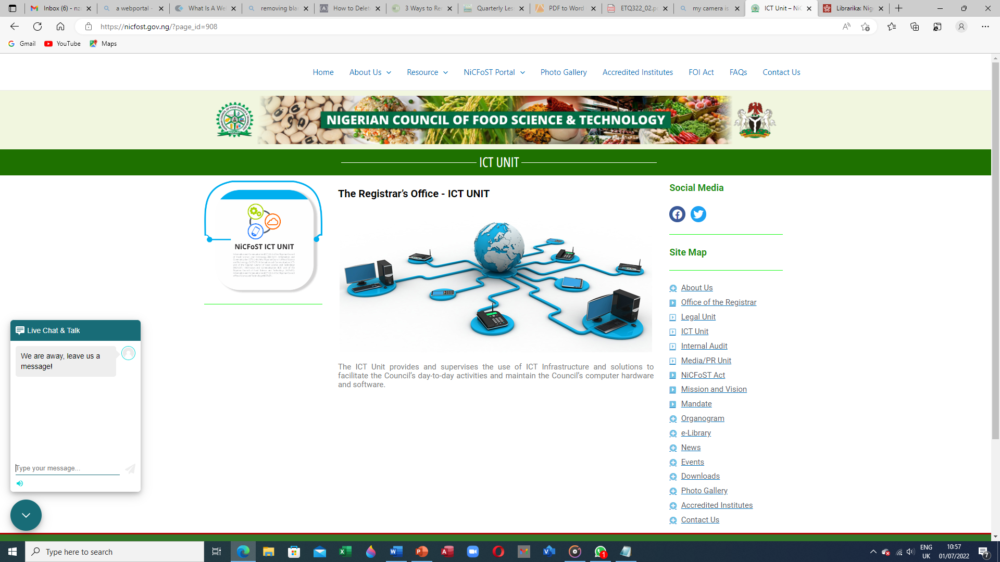 Inbox (6) - nz
a webportal -
What Is A We
removing bla
How to Delet
3 Ways to Re
Quarterly Les
PDF to Word
ETQ322_02.p
my camera is
ICT Unit – NiC
Librarika: Nig
https://nicfost.gov.ng/?page_id=908
Gmail
YouTube
Maps
Home
About Us
Resource
NiCFoST Portal
Photo Gallery
Accredited Institutes
FOI Act
FAQs
Contact Us
NIGERIAN COUNCIL OF FOOD SCIENCE & TECHNOLOGY
ICT UNIT
NiCFoST ICT UNIT
The Registrar’s Office - ICT UNIT
The ICT Unit provides and supervises the use of ICT Infrastructure and solutions to
facilitate the Council’s day-to-day activities and maintain the Council’s computer hardware
and software.
Social Media
Site Map
About Us
Office of the Registrar
Legal Unit
ICT Unit
Internal Audit
Media/PR Unit
NiCFoST Act
Mission and Vision
Mandate
Organogram
e-Library
News
Events
Downloads
Photo Gallery
Accredited Institutes
Contact Us
Live Chat & Talk
We are away, leave us a
message!
Type your message...
Type here to search
ENG
UK
10:57
01/07/2022
7
1